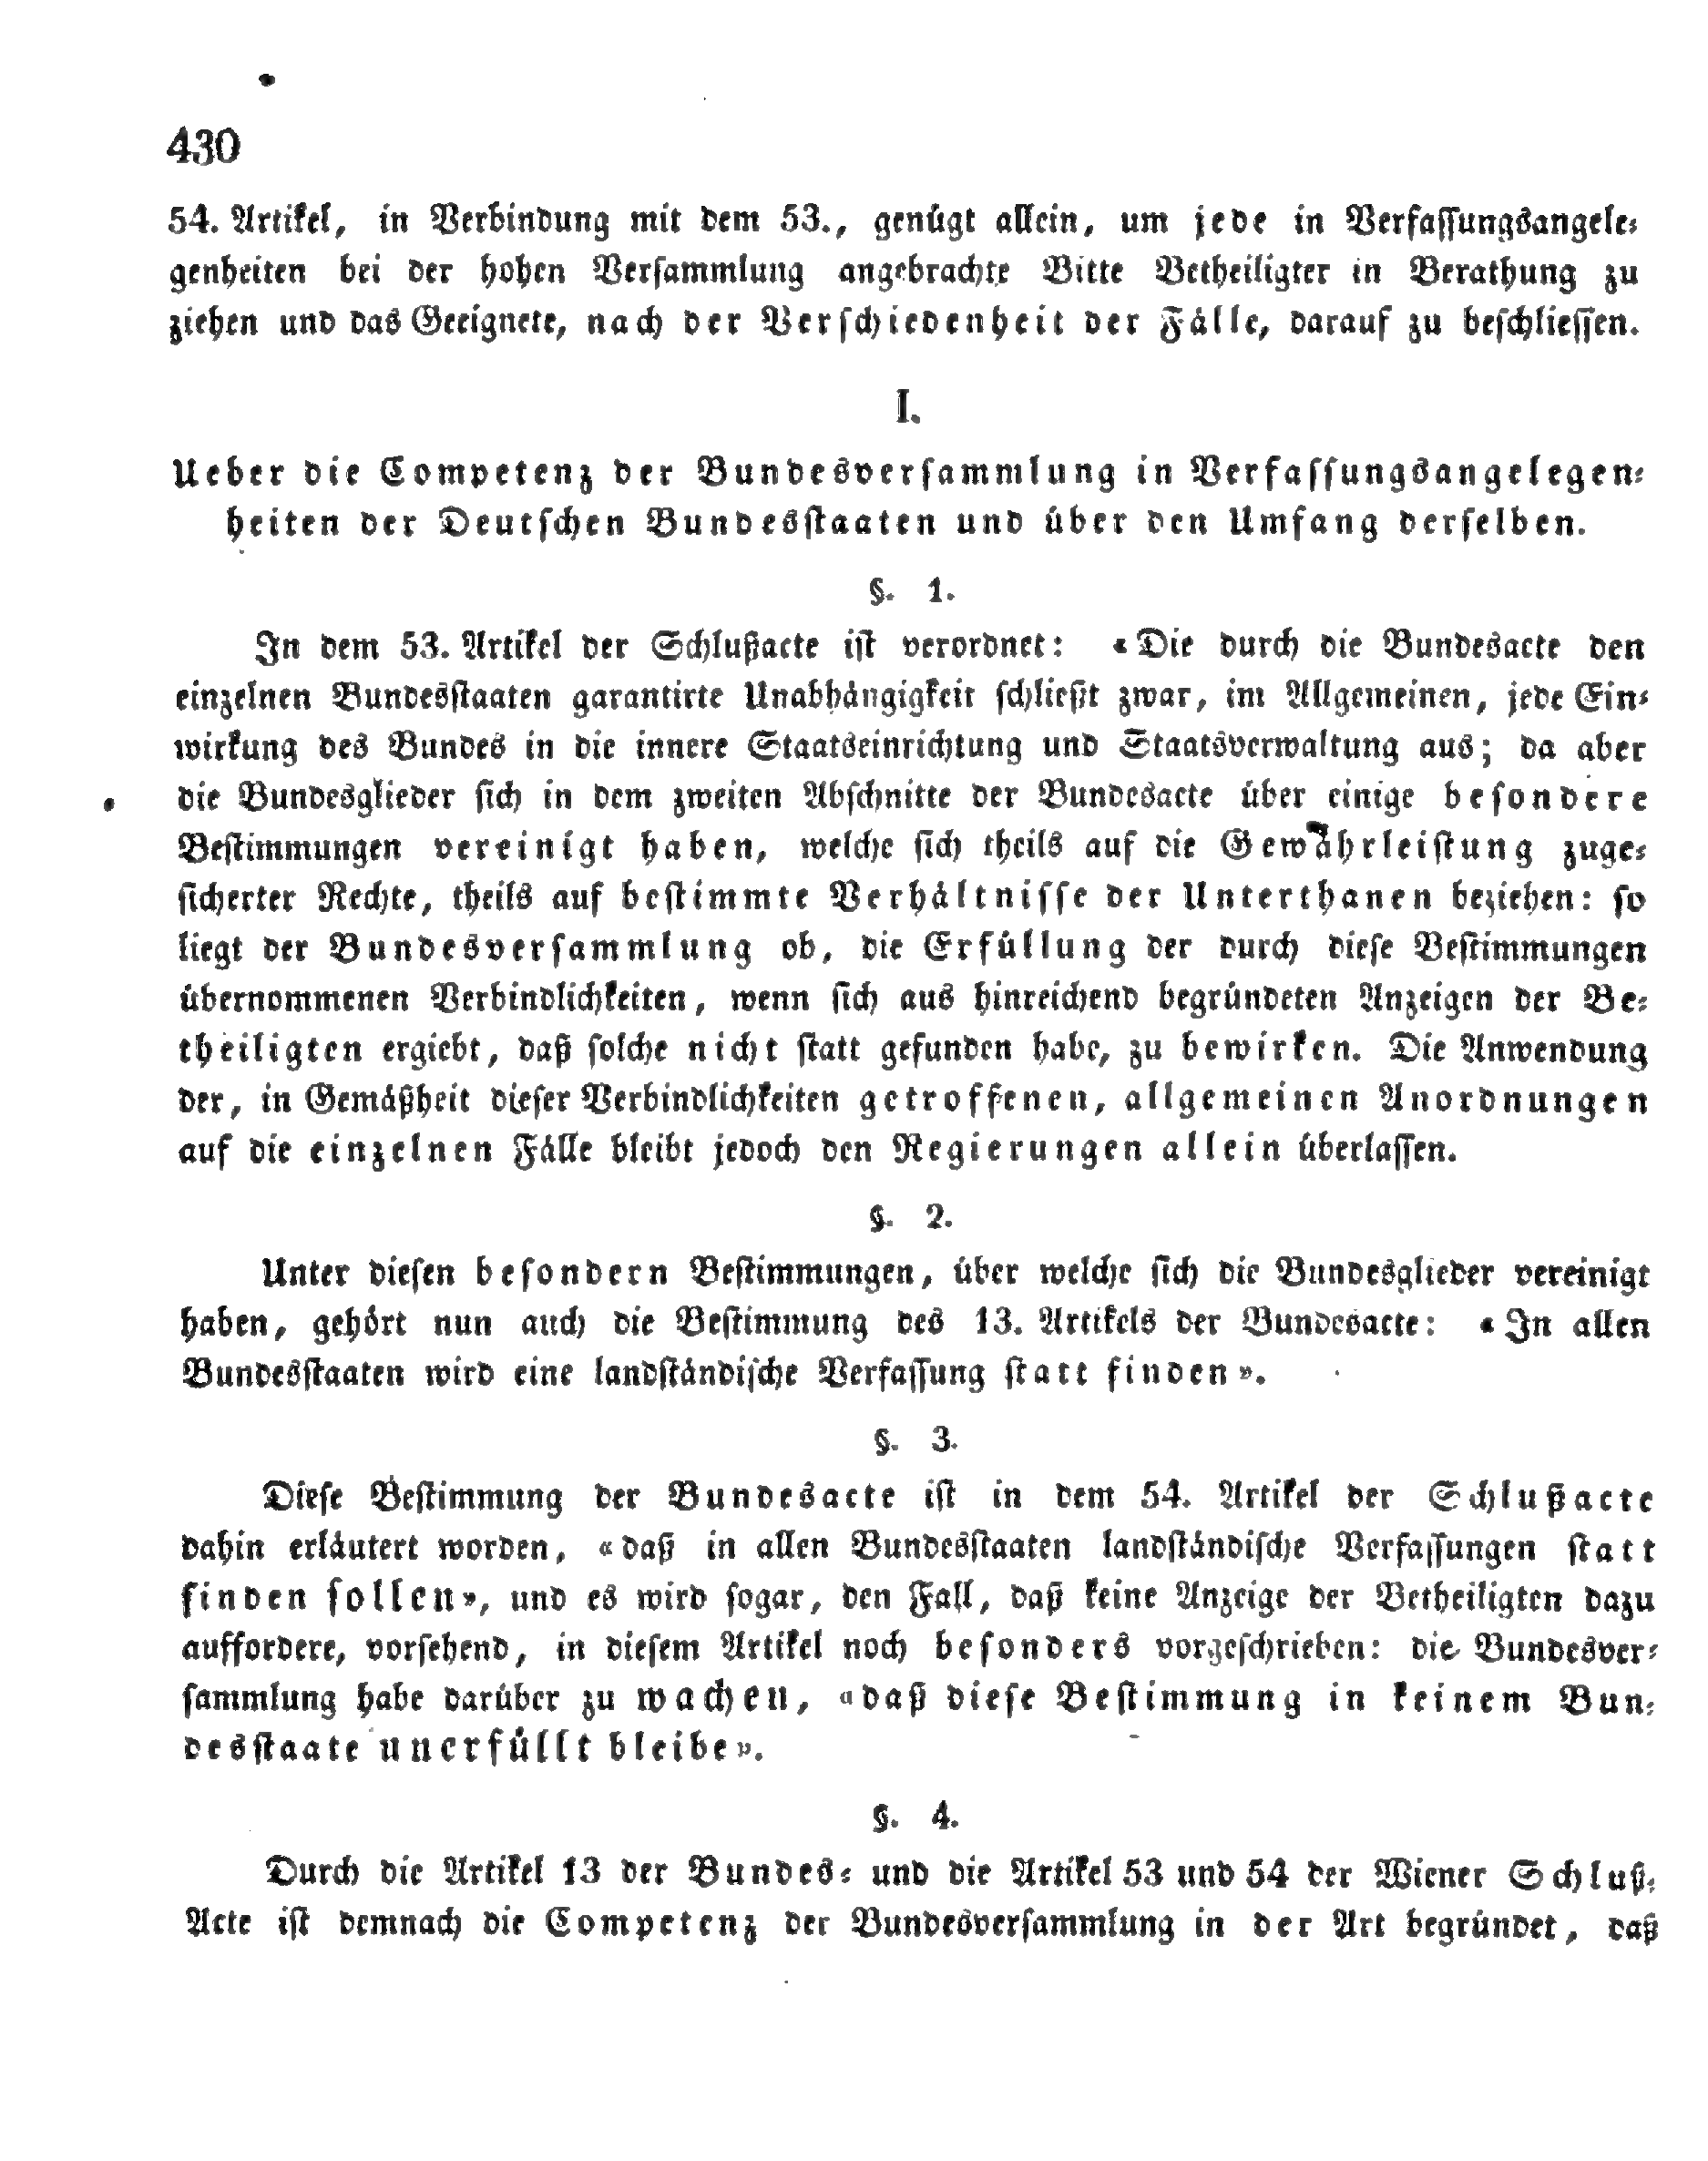 430
54. Artikel, in Verbindung mit dem 53., genügt allein, um jede in Verfassungsangele-
genheiten bei der hohen Versammlung angebrachte Bitte Betheiligter in Berathung zu
ziehen und das Geeignete, nach der Verschiedenheit der Fälle, darauf zu beschliessen.
I.
Ueber die Competenz der Bundesversammlung in Verfassungsangelegen-
heiten der Deutschen Bundesstaaten und über den Umfang derselben.
§. 1.
In dem 53. Artikel der Schlußacte ist verordnet: «Die durch die Bundesacte den
einzelnen Bundesstaaten garantirte Unabhängigkeit schließt zwar, im Allgemeinen, jede Ein-
wirkung des Bundes in die innere Staatseinrichtung und Staatsverwaltung aus; da aber
die Bundesglieder sich in dem zweiten Abschnitte der Bundesacte über einige besondere
Bestimmungen vereinigt haben, welche sich theils auf die Gewährleistung zuge-
sicherter Rechte, theils auf bestimmte Verhältnisse der Unterthanen beziehen: so
liegt der Bundesversammlung ob, die Erfüllung der durch diese Bestimmungen
übernommenen Verbindlichkeiten, wenn sich aus hinreichend begründeten Anzeigen der Be-
theiligten ergiebt, daß solche nicht statt gefunden habe, zu bewirken. Die Anwendung
der, in Gemäßheit dieser Verbindlichkeiten getroffenen, allgemeinen Anordnungen
auf die einzelnen Fälle bleibt jedoch den Regierungen allein überlassen.
§. 2.
Unter diesen besondern Bestimmungen, über welche sich die Bundesglieder vereinigt
haben, gehört nun auch die Bestimmung des 13. Artikels der Bundesacte: «In allen
Bundesstaaten wird eine landständische Verfassung statt finden».
§. 3.
Diese Bestimmung der Bundesacte ist in dem 54. Artikel der Schlußacte
dahin erläutert worden, «daß in allen Bundesstaaten landständische Verfassungen statt
finden sollen», und es wird sogar, den Fall, daß keine Anzeige der Betheiligten dazu
auffordere, vorsehend, in diesem Artikel noch besonders vorgeschrieben: die Bundesver-
sammlung habe darüber zu wachen, «daß diese Bestimmung in keinem Bun-
desstaate unerfüllt bleibe».
§. 4.
Durch die Artikel 13 der Bundes- und die Artikel 53 und 54 der Wiener Schluß-
Acte ist demnach die Competenz der Bundesversammlung in der Art begründet, daß